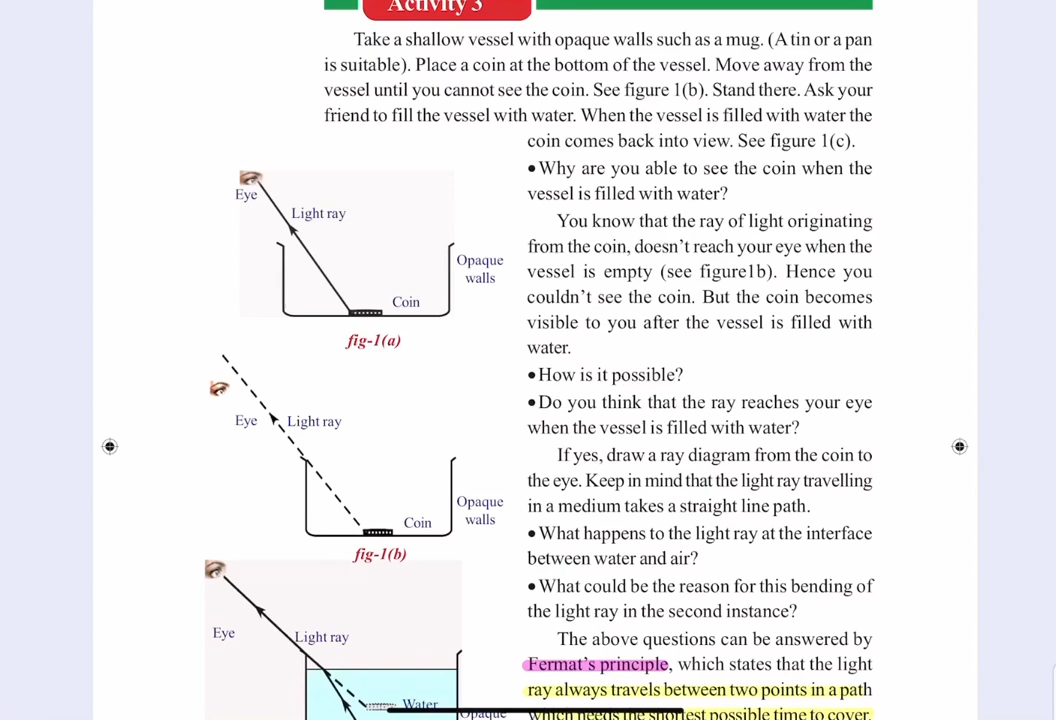 Activity 3
Take a shallow vessel with opaque walls such as a mug. (A tin or a pan
is suitable). Place a coin at the bottom of the vessel. Move away from the
vessel until you cannot see the coin. See figure 1(b). Stand there. Ask your
friend to fill the vessel with water. When the vessel is filled with water the
coin comes back into view. See figure 1(c).
•Why are you able to see the coin when the
vessel is filled with water?
You know that the ray of light originating
from the coin, doesn’t reach your eye when the
vessel is empty (see figure1b). Hence you
couldn’t see the coin. But the coin becomes
visible to you after the vessel is filled with
water.
•How is it possible?
•Do you think that the ray reaches your eye
when the vessel is filled with water?
If yes, draw a ray diagram from the coin to
the eye. Keep in mind that the light ray travelling
in a medium takes a straight line path.
•What happens to the light ray at the interface
between water and air?
•What could be the reason for this bending of
the light ray in the second instance?
The above questions can be answered by
Fermat’s principle, which states that the light
ray always travels between two points in a path
which needs the shortest possible time to cover.
Eye
Light ray
Opaque
walls
Coin
fig-1(a)
Eye
Light ray
Opaque
walls
Coin
fig-1(b)
Eye
Light ray
Water
Opaque